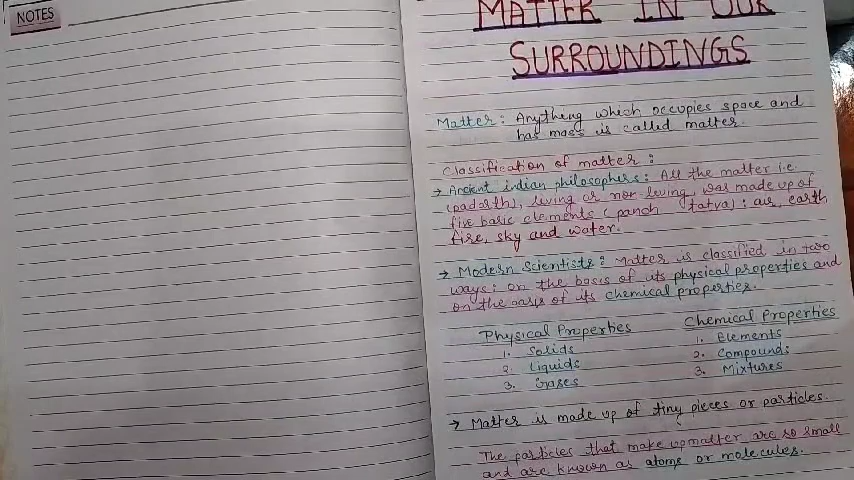 NOTES
MATTER IN OUR
SURROUNDINGS
Matter: Anything which occupies space and
has mass is called matter.
Classification of matter:
→ Ancient indian philosophers: All the matter i.e.
(padarth), living or non-living, was made up of
five basic elements (panch tatva): air, earth
fire, sky and water.
→ Modern Scientists: Matter is classified in two
ways: on the basis of its physical properties and
on the basis of its chemical properties.
Physical Properties
1. Solids
2. Liquids
3. Gases
Chemical Properties
1. Elements
2. Compounds
3. Mixtures
→ Matter is made up of tiny pieces or particles.
The particles that make up matter are so small
and are known as atoms or molecules.